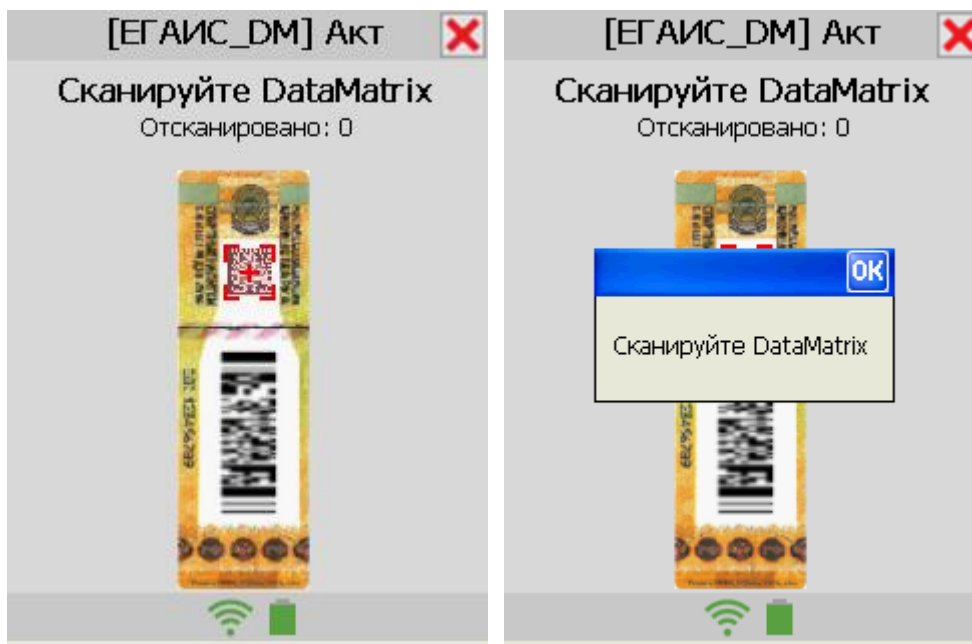 [ЕГАИС_DM] Акт
Сканируйте DataMatrix
Отсканировано: 0
[ЕГАИС_DM] Акт
Сканируйте DataMatrix
Отсканировано: 0
OK
Сканируйте DataMatrix